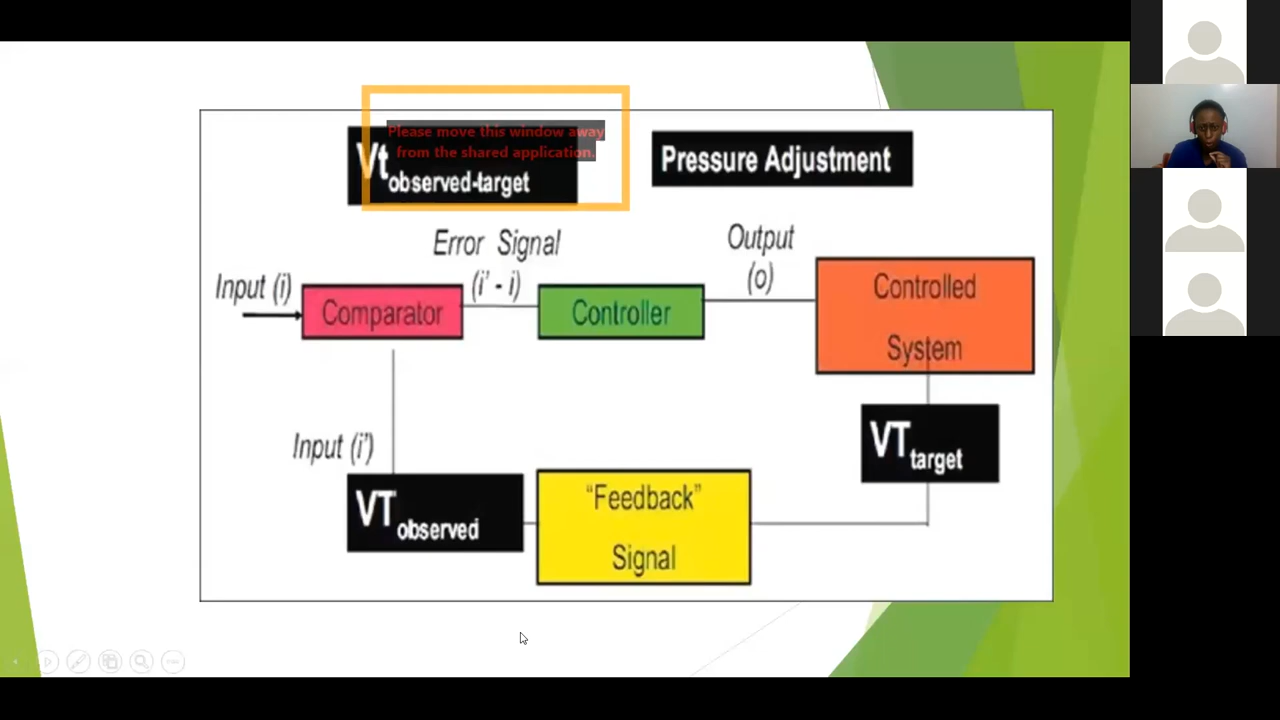 Please move this window away
from the shared application.
Vt observed-target
Pressure Adjustment
Error Signal
(i' - i)
Output
(o)
Input (i)
Comparator
Controller
Controlled
System
Input (i')
VT observed
"Feedback"
Signal
VT target